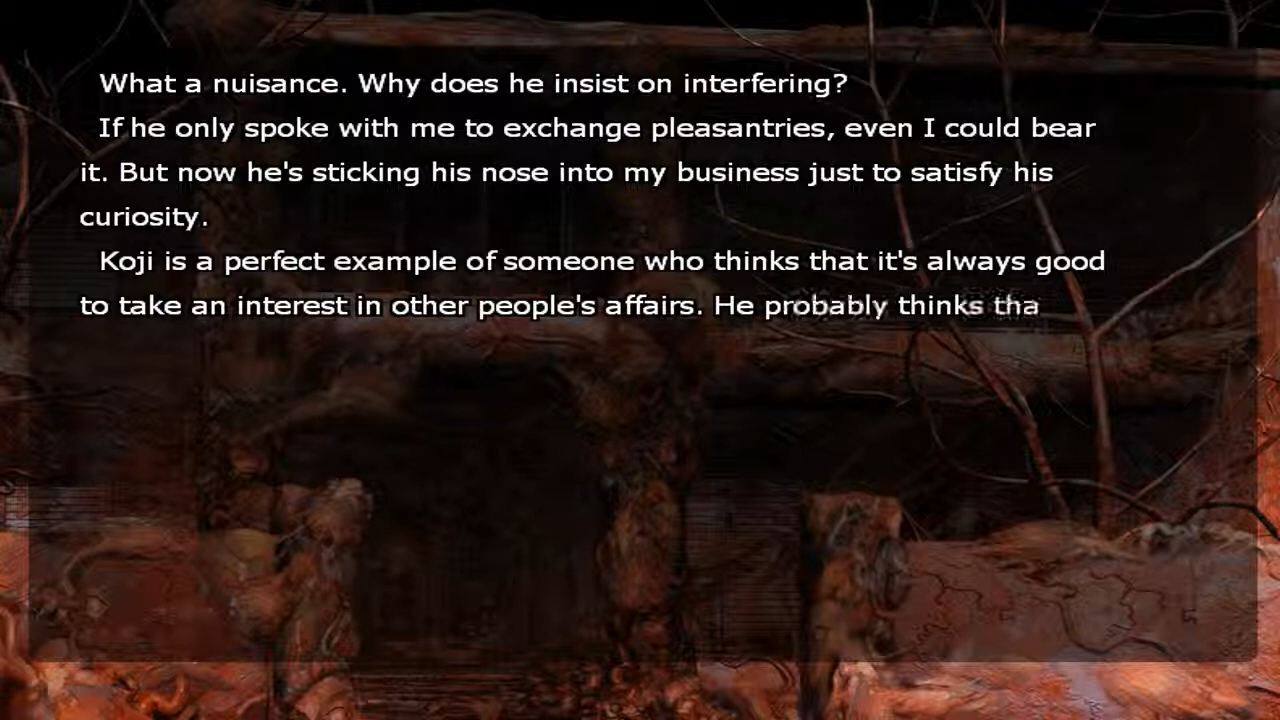 What a nuisance. Why does he insist on interfering?
If he only spoke with me to exchange pleasantries, even I could bear
it. But now he's sticking his nose into my business just to satisfy his
curiosity.
Koji is a perfect example of someone who thinks that it's always good
to take an interest in other people's affairs. He probably thinks tha